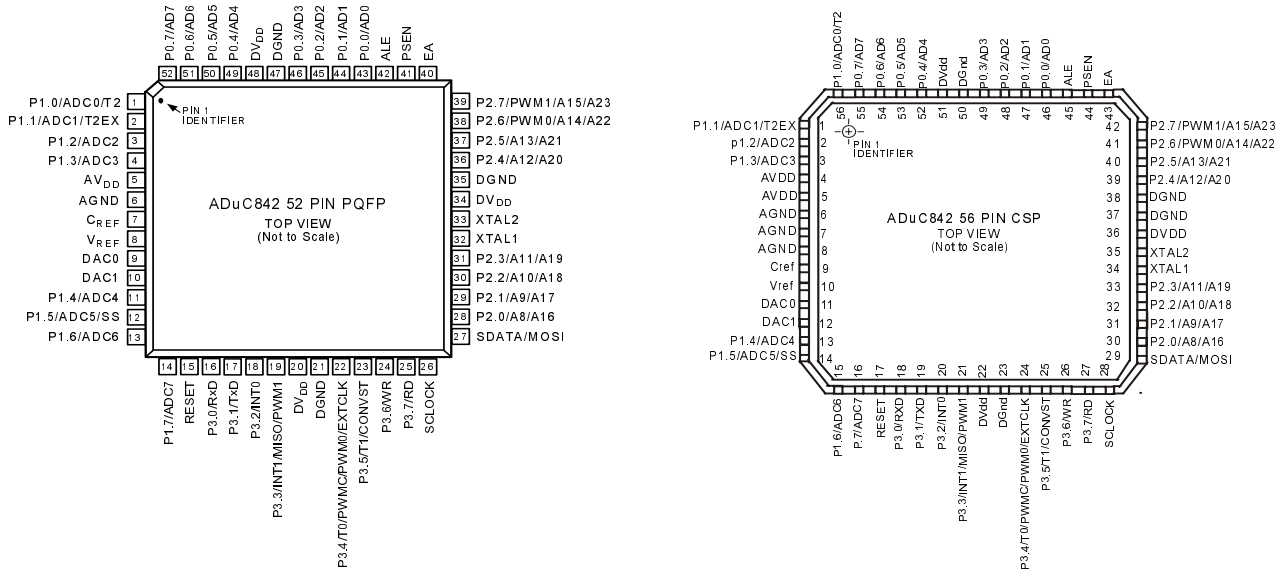 P0.7/AD7
P0.6/AD6
P0.5/AD5
P0.4/AD4
DVDD
DGND
P0.3/AD3
P0.2/AD2
P0.1/AD1
P0.0/AD0
ALE
PSEN
EA
52 51 50 49 48 47 46 45 44 43 42 41 40
P1.0/ADC0/T2 1
P1.1/ADC1/T2EX 2
P1.2/ADC2 3
P1.3/ADC3 4
AVDD 5
AGND 6
CREF 7
VREF 8
DAC0 9
DAC1 10
P1.4/ADC4 11
P1.5/ADC5/SS 12
P1.6/ADC6 13
PIN 1
IDENTIFIER
ADuC842 52 PIN PQFP
TOP VIEW
(Not to Scale)
39 P2.7/PWM1/A15/A23
38 P2.6/PWM0/A14/A22
37 P2.5/A13/A21
36 P2.4/A12/A20
35 DGND
34 DVDD
33 XTAL2
32 XTAL1
31 P2.3/A11/A19
30 P2.2/A10/A18
29 P2.1/A9/A17
28 P2.0/A8/A16
27 SDATA/MOSI
14 15 16 17 18 19 20 21 22 23 24 25 26
P1.7/ADC7
RESET
P3.0/RxD
P3.1/TxD
P3.2/INT0
P3.3/INT1/MISO/PWM1
DVDD
DGND
P3.4/T0/PWMC/PWM0/EXTCLK
P3.5/T1/CONVST
P3.6/WR
P3.7/RD
SCLOCK
P1.0/ADC0/T2
P0.7/AD7
P0.6/AD6
P0.5/AD5
P0.4/AD4
DVdd
DGnd
P0.3/AD3
P0.2/AD2
P0.1/AD1
P0.0/AD0
ALE
PSEN
EA
56 55 54 53 52 51 50 49 48 47 46 45 44 43
P1.1/ADC1/T2EX 1
p1.2/ADC2 2
P1.3/ADC3 3
AVDD 4
AVDD 5
AGND 6
AGND 7
AGND 8
Cref 9
Vref 10
DAC0 11
DAC1 12
P1.4/ADC4 13
P1.5/ADC5/SS 14
PIN 1
IDENTIFIER
ADuC842 56 PIN CSP
TOP VIEW
(Not to Scale)
42 P2.7/PWM1/A15/A23
41 P2.6/PWM0/A14/A22
40 P2.5/A13/A21
39 P2.4/A12/A20
38 DGND
37 DGND
36 DVDD
35 XTAL2
34 XTAL1
33 P2.3/A11/A19
32 P2.2/A10/A18
31 P2.1/A9/A17
30 P2.0/A8/A16
29 SDATA/MOSI
15 16 17 18 19 20 21 22 23 24 25 26 27 28
P1.6/ADC6
P.7/ADC7
RESET
P3.0/RXD
P3.1/TXD
P3.2/INT0
P3.3/INT1/MISO/PWM1
DVdd
DGnd
P3.4/T0/PWMC/PWM0/EXTCLK
P3.5/T1/CONVST
P3.6/WR
P3.7/RD
SCLOCK